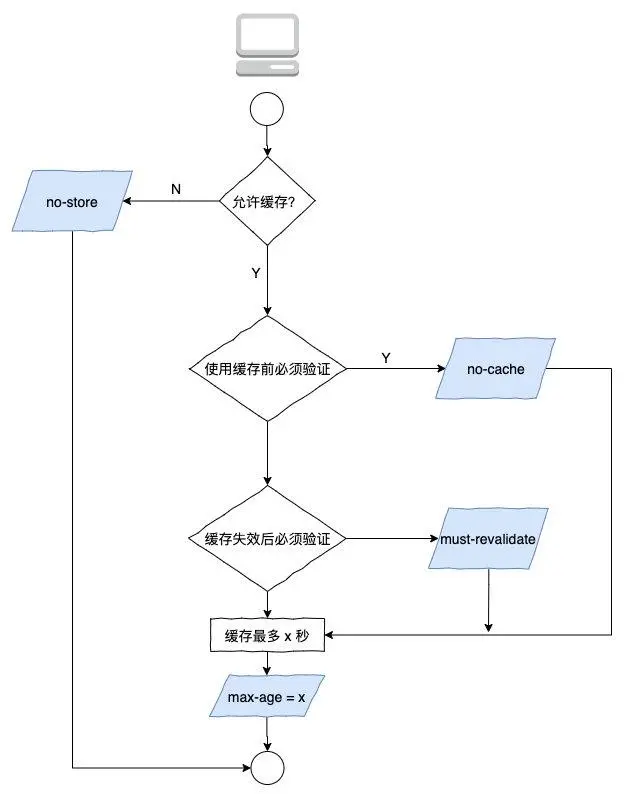 允许缓存?
N
no-store
Y
使用缓存前必须验证
Y
no-cache
缓存失效后必须验证
must-revalidate
缓存最多 x 秒
max-age = x